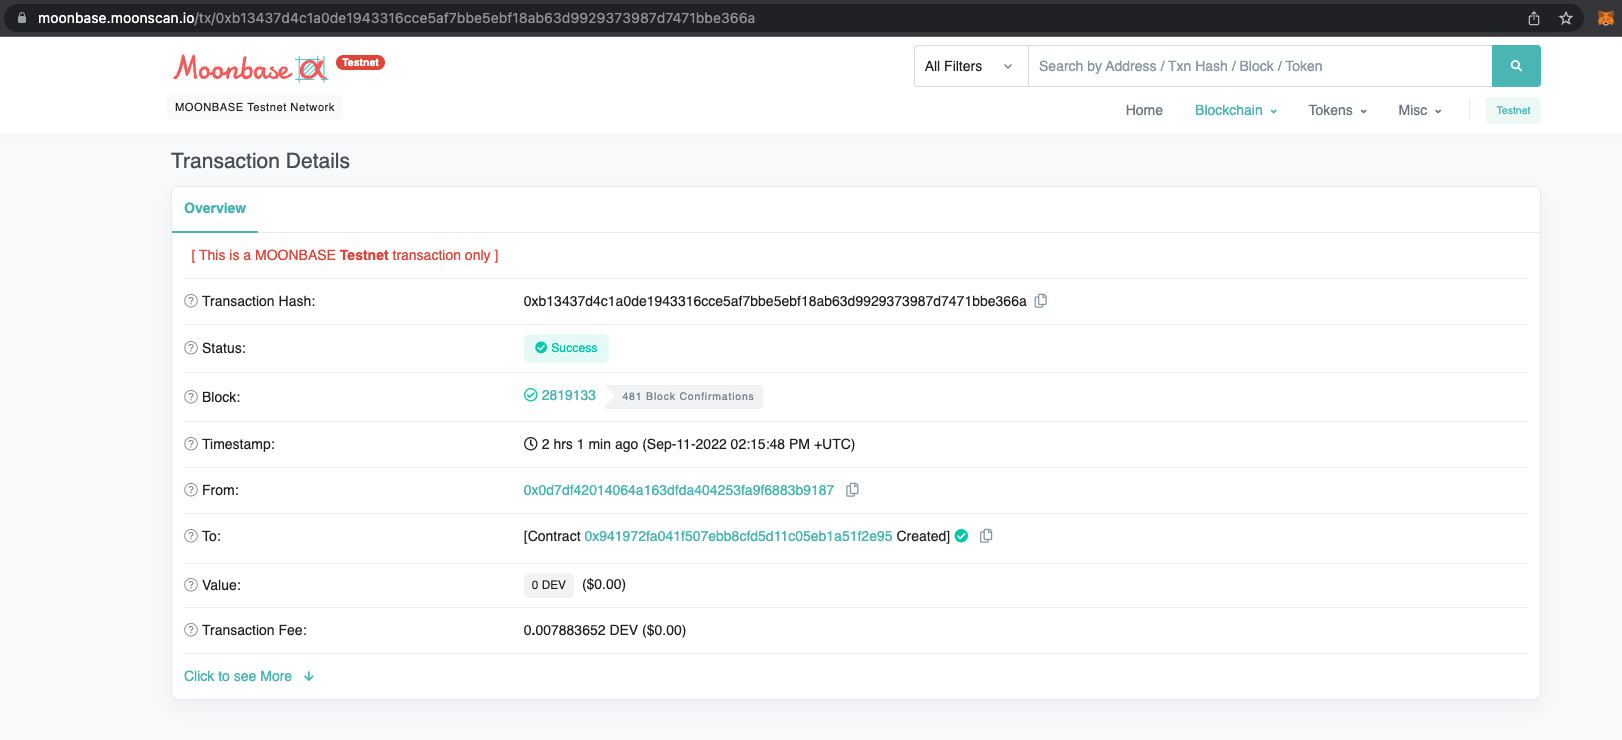 moonbase.moonscan.io/tx/0xb13437d4c1a0de1943316cce5af7bbe5ebf18ab63d9929373987d7471bbe366a
Moonbase α Testnet
All Filters Search by Address / Txn Hash / Block / Token
MOONBASE Testnet Network
Home Blockchain Tokens Misc Testnet
Transaction Details
Overview
[ This is a MOONBASE Testnet transaction only ]
Transaction Hash: 0xb13437d4c1a0de1943316cce5af7bbe5ebf18ab63d9929373987d7471bbe366a
Status: Success
Block: 2819133 481 Block Confirmations
Timestamp: 2 hrs 1 min ago (Sep-11-2022 02:15:48 PM +UTC)
From: 0x0d7df42014064a163dfda404253fa9f6883b9187
To: [Contract 0x941972fa041f507ebb8cfd5d11c05eb1a51f2e95 Created]
Value: 0 DEV ($0.00)
Transaction Fee: 0.007883652 DEV ($0.00)
Click to see More